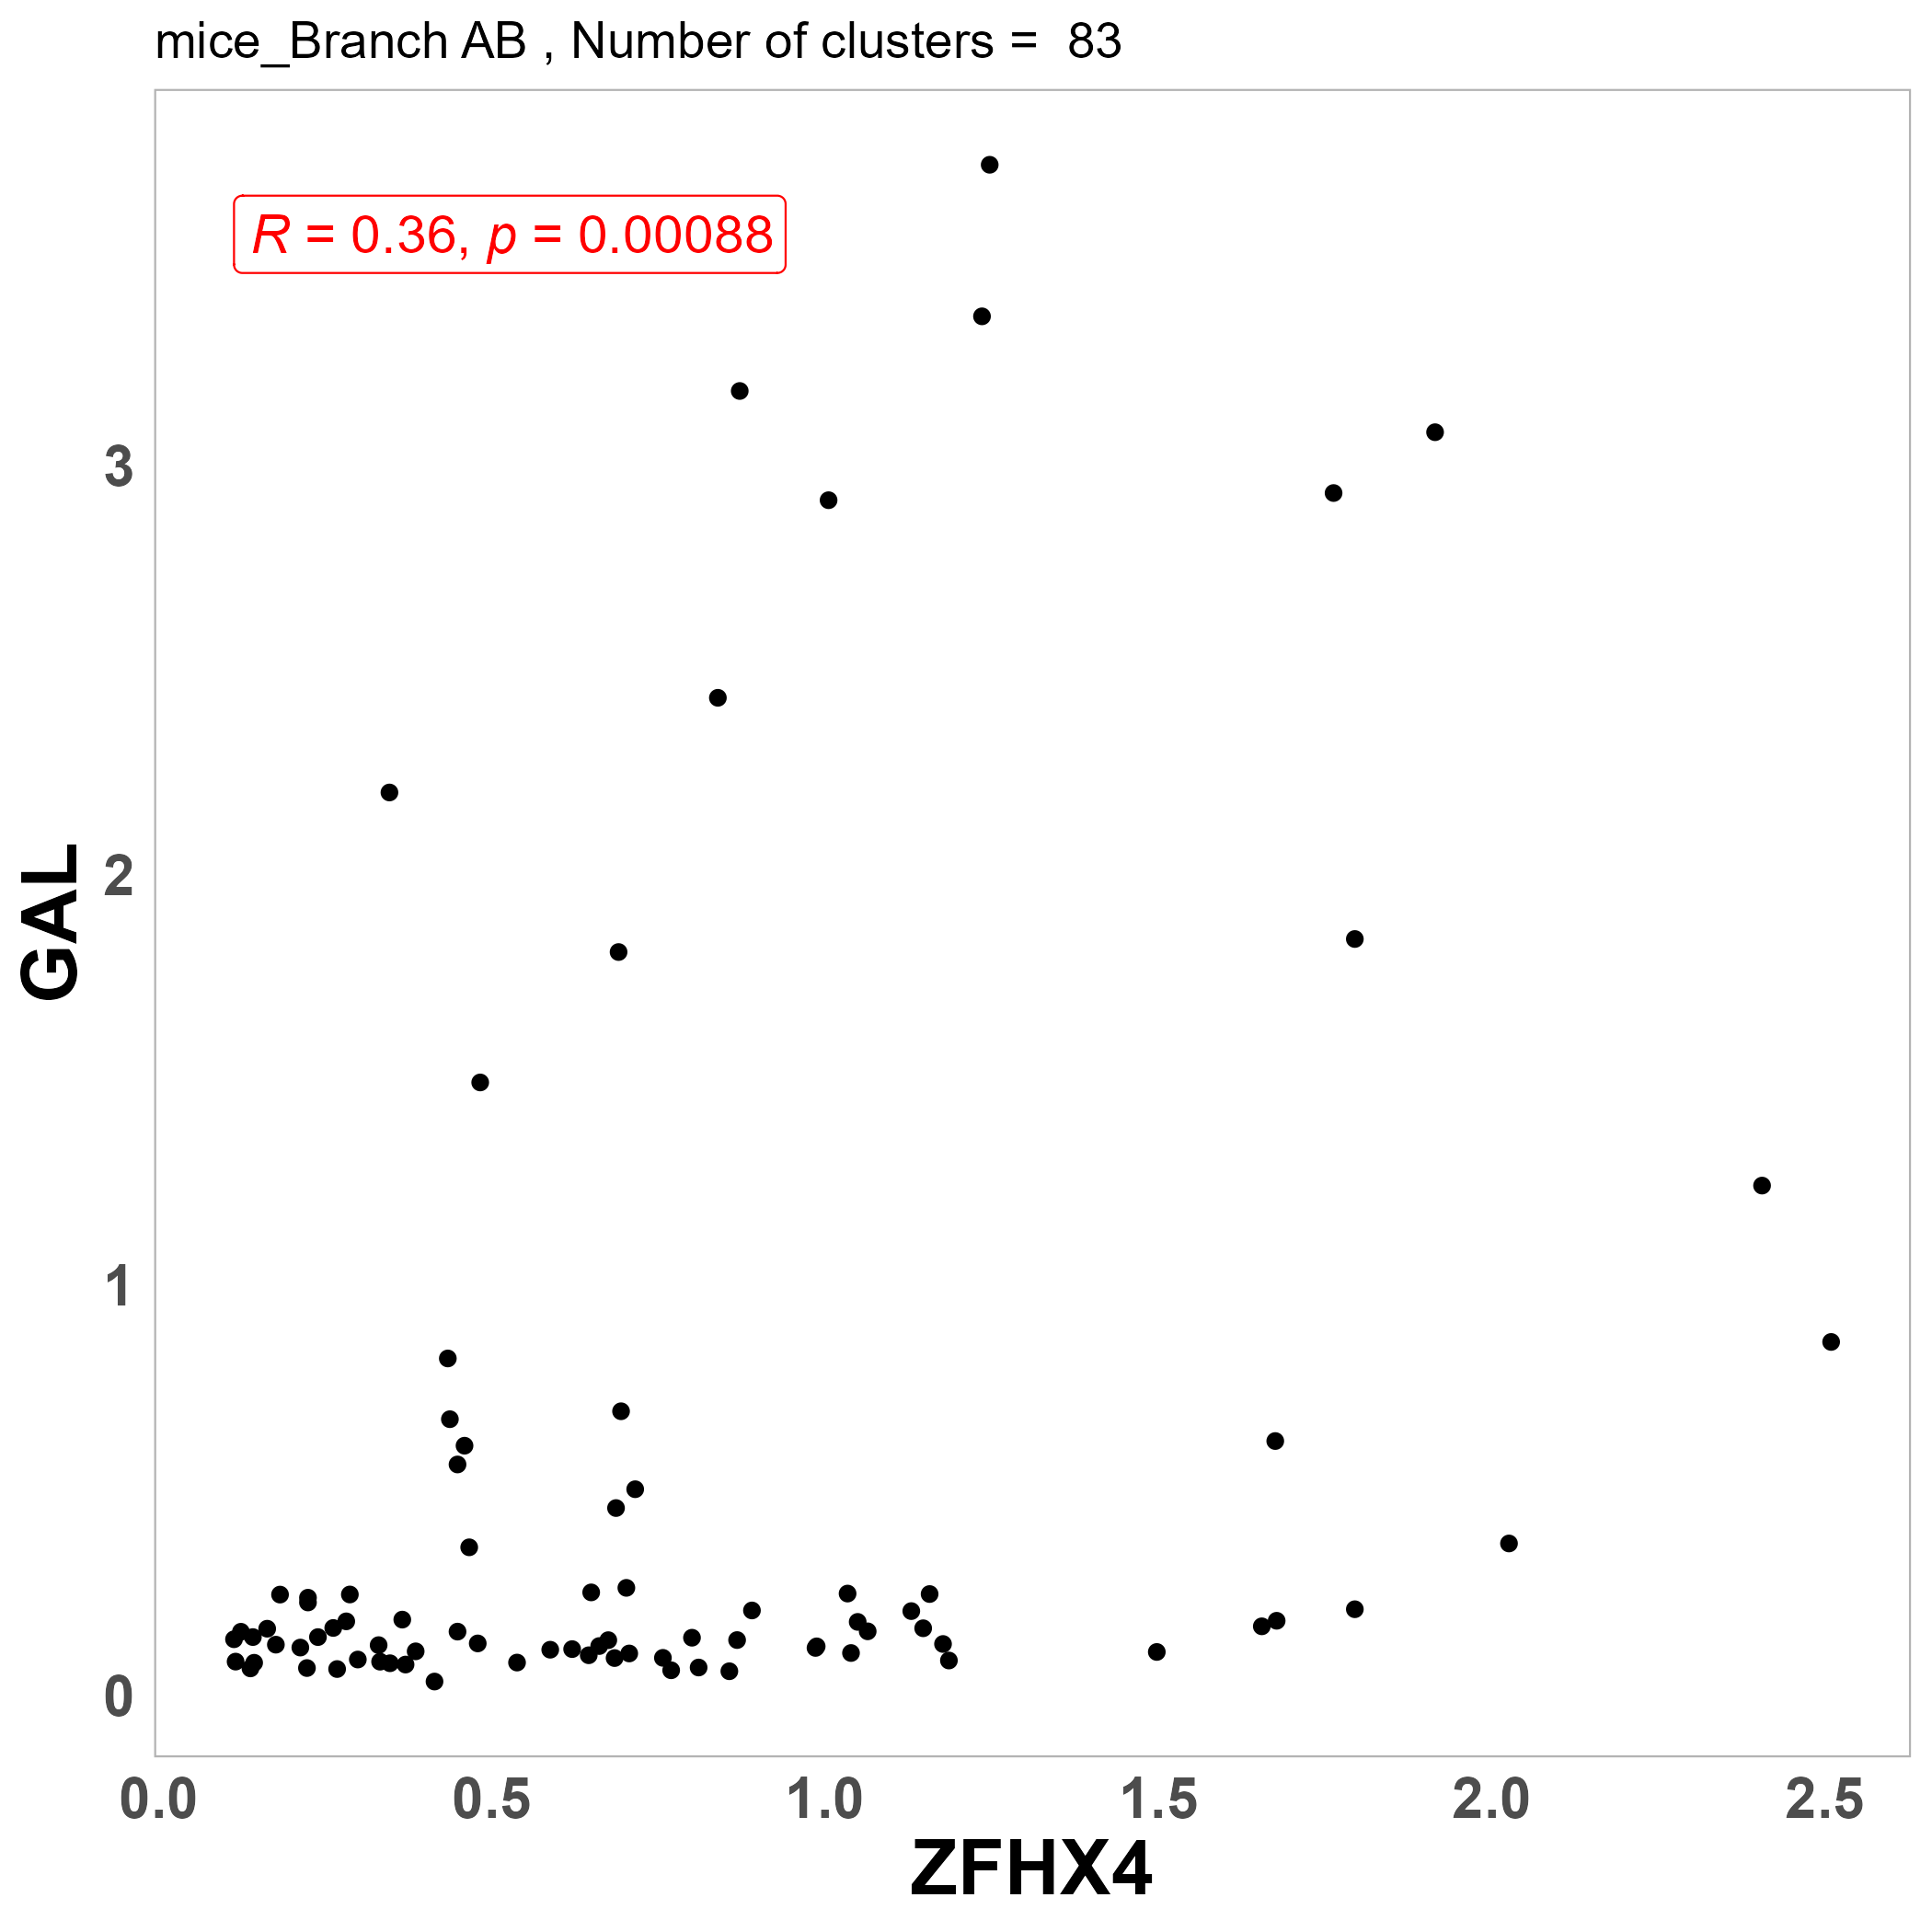 mice_Branch AB , Number of clusters =  83
R = 0.36, p = 0.00088
3
2
1
0
GAL
0.0 0.5 1.0 1.5 2.0 2.5
ZFHX4